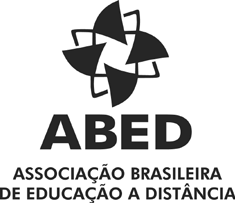 ABED
ASSOCIAÇÃO BRASILEIRA
DE EDUCAÇÃO A DISTÂNCIA